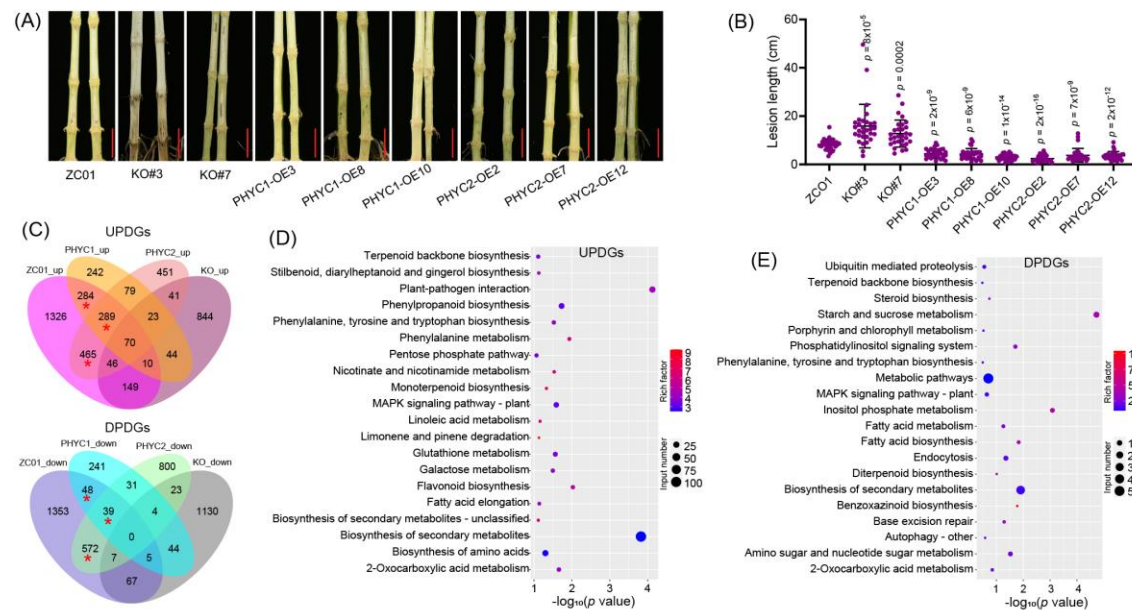 (A)
ZC01
KO#3
KO#7
PHYC1-OE3
PHYC1-OE8
PHYC1-OE10
PHYC2-OE2
PHYC2-OE7
PHYC2-OE12
(B)
Lesion length (cm)
60
40
20
0
p = 8x10-5
p = 0.0002
p = 2x10-9
p = 6x10-9
p = 1x10-14
p = 2x10-16
p = 7x10-9
p = 2x10-12
ZC01
KO#3
KO#7
PHYC1-OE3
PHYC1-OE8
PHYC1-OE10
PHYC2-OE2
PHYC2-OE7
PHYC2-OE12
(C)
UPDGs
PHYC1_up
PHYC2_up
ZC01_up
KO_up
242
451
79
284
41
1326
289
23
844
*
*
70
465
46
10
44
*
149
DPDGs
PHYC1_down
PHYC2_down
ZC01_down
KO_down
241
800
31
48
23
*
1353
39
4
1130
*
0
572
7
5
44
*
67
(D)
UPDGs
Terpenoid backbone biosynthesis
Stilbenoid, diarylheptanoid and gingerol biosynthesis
Plant-pathogen interaction
Phenylpropanoid biosynthesis
Phenylalanine, tyrosine and tryptophan biosynthesis
Phenylalanine metabolism
Pentose phosphate pathway
Nicotinate and nicotinamide metabolism
Monoterpenoid biosynthesis
MAPK signaling pathway - plant
Linoleic acid metabolism
Limonene and pinene degradation
Glutathione metabolism
Galactose metabolism
Flavonoid biosynthesis
Fatty acid elongation
Biosynthesis of secondary metabolites - unclassified
Biosynthesis of secondary metabolites
Biosynthesis of amino acids
2-Oxocarboxylic acid metabolism
1 2 3 4
-log10(p value)
Rich factor
9
8
7
6
5
4
3
Input number
25
50
75
100
(E)
DPDGs
Ubiquitin mediated proteolysis
Terpenoid backbone biosynthesis
Steroid biosynthesis
Starch and sucrose metabolism
Porphyrin and chlorophyll metabolism
Phosphatidylinositol signaling system
Phenylalanine, tyrosine and tryptophan biosynthesis
Metabolic pathways
MAPK signaling pathway - plant
Inositol phosphate metabolism
Fatty acid metabolism
Fatty acid biosynthesis
Endocytosis
Diterpenoid biosynthesis
Biosynthesis of secondary metabolites
Benzoxazinoid biosynthesis
Base excision repair
Autophagy - other
Amino sugar and nucleotide sugar metabolism
2-Oxocarboxylic acid metabolism
1 2 3 4
-log10(p value)
Rich factor
Input number